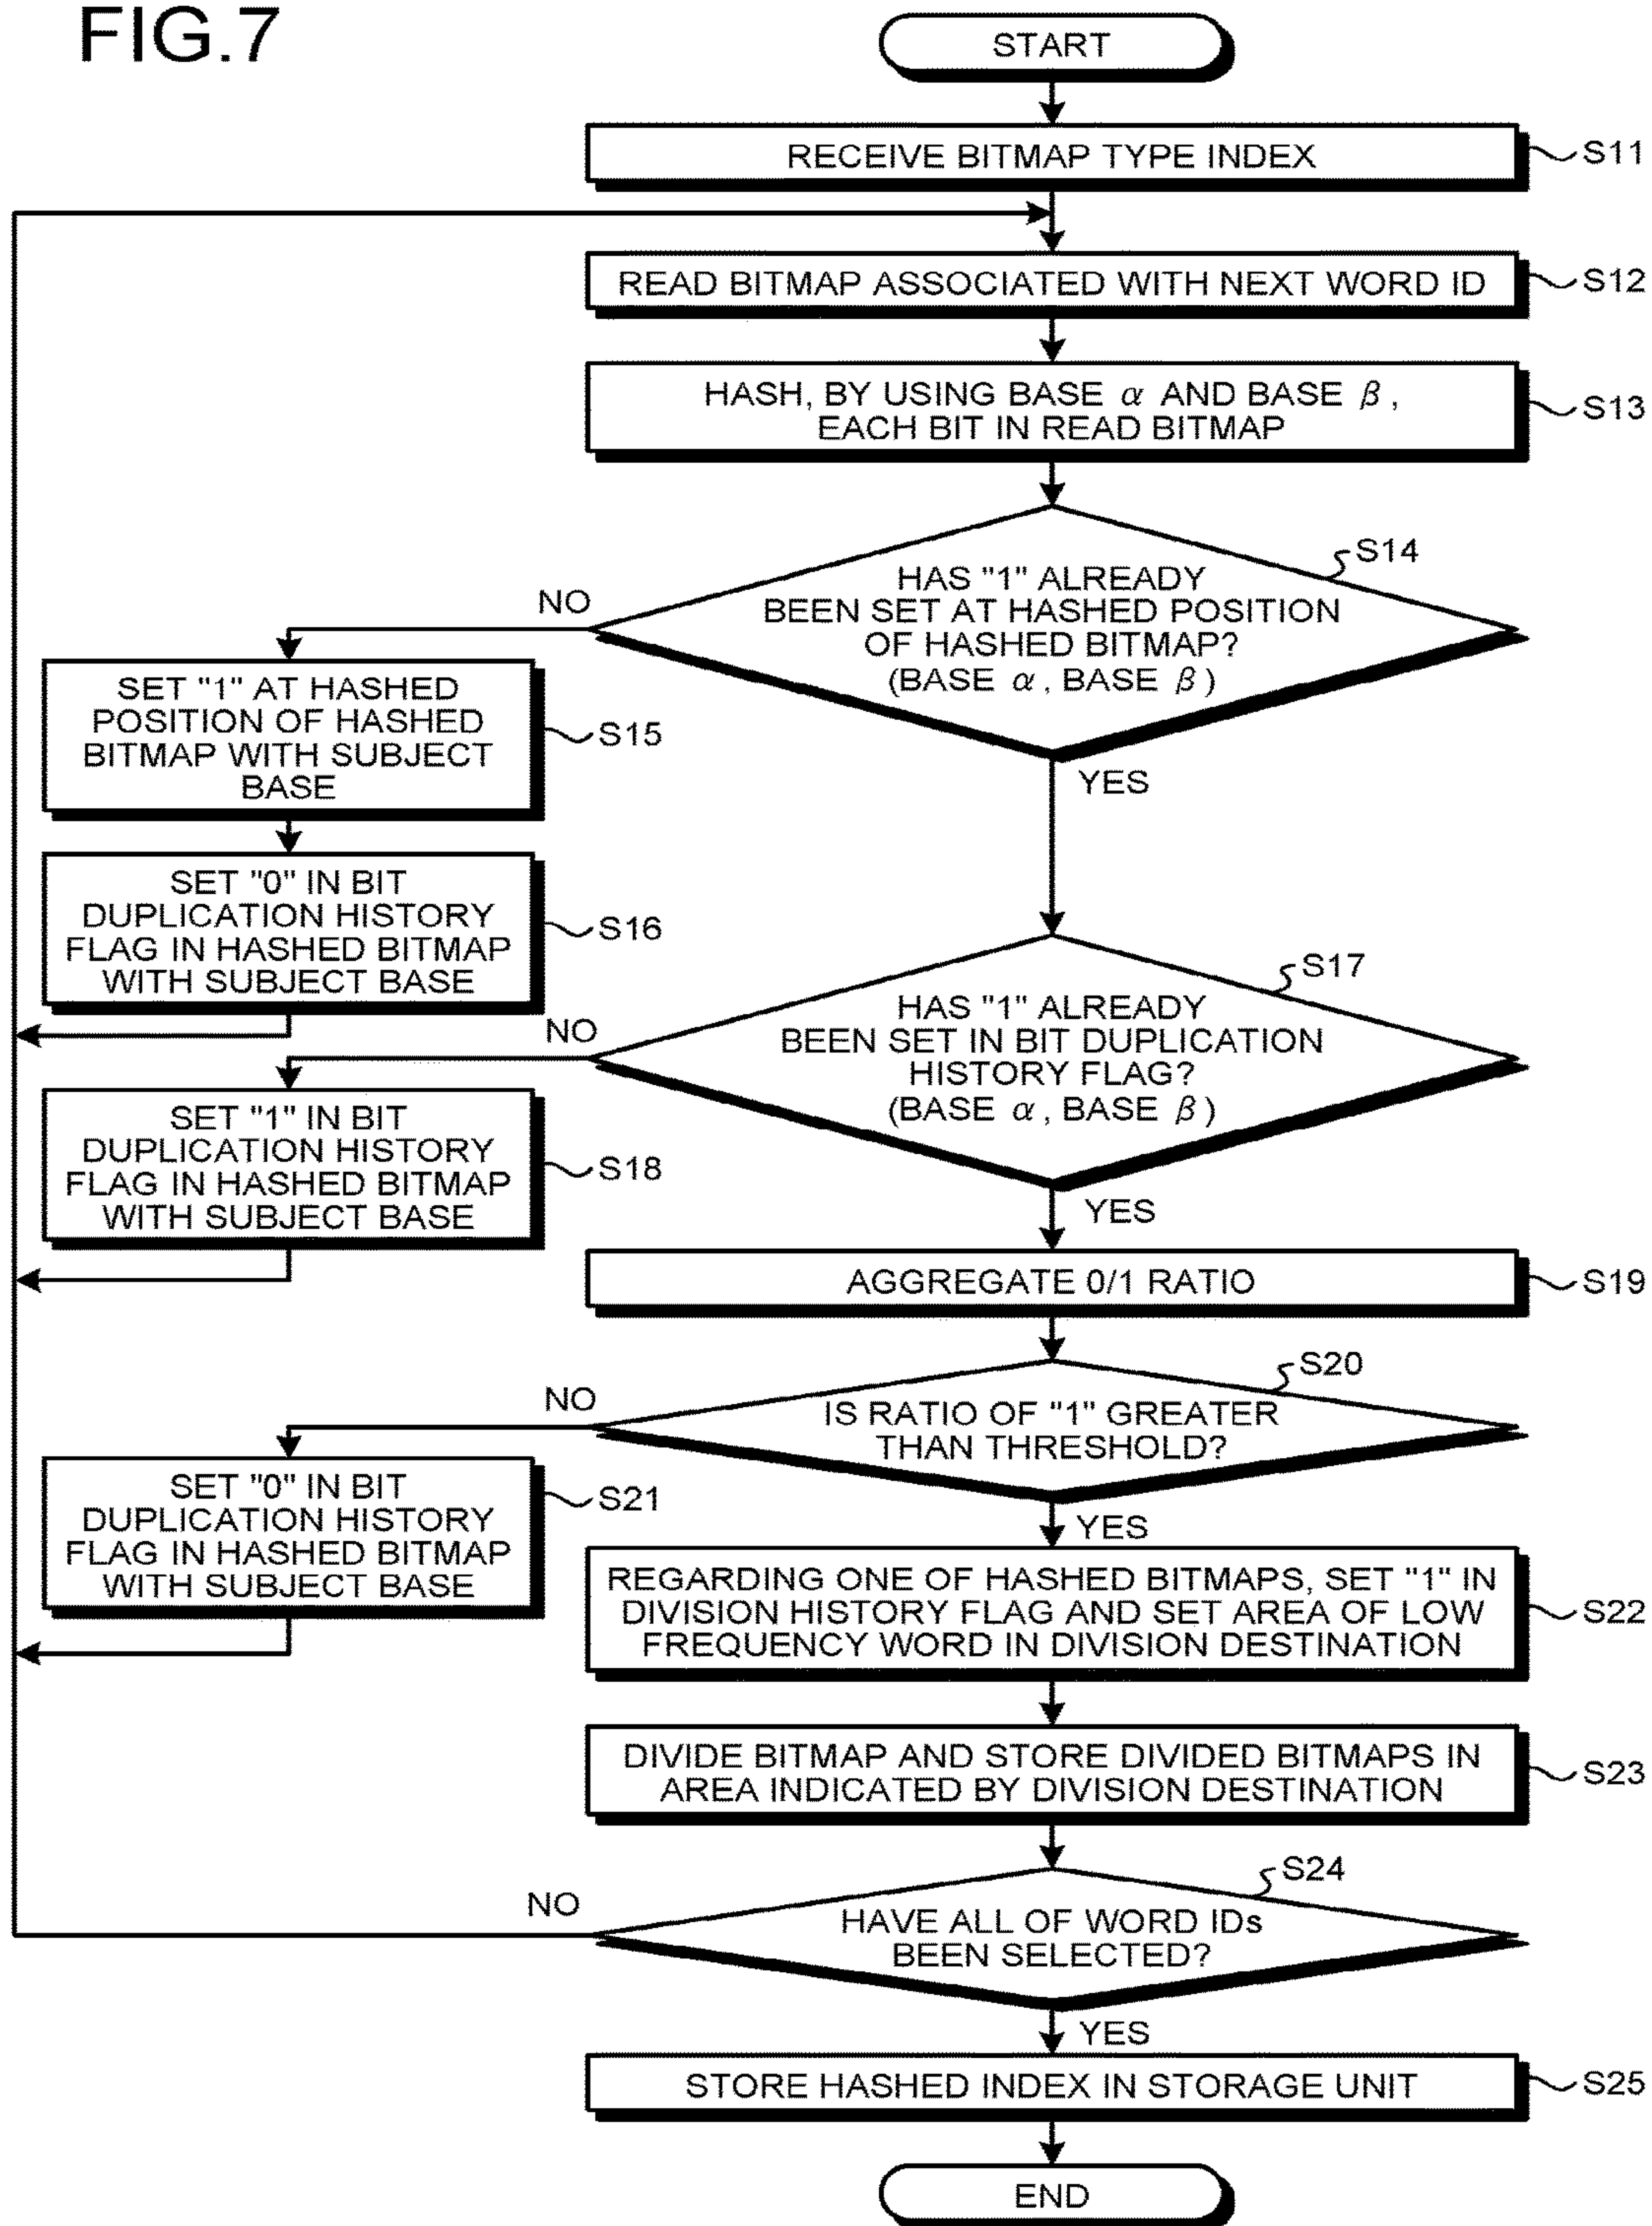 FIG.7
START
RECEIVE BITMAP TYPE INDEX
S11
READ BITMAP ASSOCIATED WITH NEXT WORD ID
S12
HASH, BY USING BASE α AND BASE β,
EACH BIT IN READ BITMAP
S13
S14
HAS "1" ALREADY
BEEN SET AT HASHED POSITION
OF HASHED BITMAP?
(BASE α, BASE β)
NO
YES
SET "1" AT HASHED
POSITION OF HASHED
BITMAP WITH SUBJECT
BASE
S15
SET "0" IN BIT
DUPLICATION HISTORY
FLAG IN HASHED BITMAP
WITH SUBJECT BASE
S16
S17
HAS "1" ALREADY
BEEN SET IN BIT DUPLICATION
HISTORY FLAG?
(BASE α, BASE β)
NO
YES
SET "1" IN BIT
DUPLICATION HISTORY
FLAG IN HASHED BITMAP
WITH SUBJECT BASE
S18
AGGREGATE 0/1 RATIO
S19
S20
IS RATIO OF "1" GREATER
THAN THRESHOLD?
NO
YES
SET "0" IN BIT
DUPLICATION HISTORY
FLAG IN HASHED BITMAP
WITH SUBJECT BASE
S21
REGARDING ONE OF HASHED BITMAPS, SET "1" IN
DIVISION HISTORY FLAG AND SET AREA OF LOW
FREQUENCY WORD IN DIVISION DESTINATION
S22
DIVIDE BITMAP AND STORE DIVIDED BITMAPS IN
AREA INDICATED BY DIVISION DESTINATION
S23
S24
HAVE ALL OF WORD IDs
BEEN SELECTED?
NO
YES
STORE HASHED INDEX IN STORAGE UNIT
S25
END